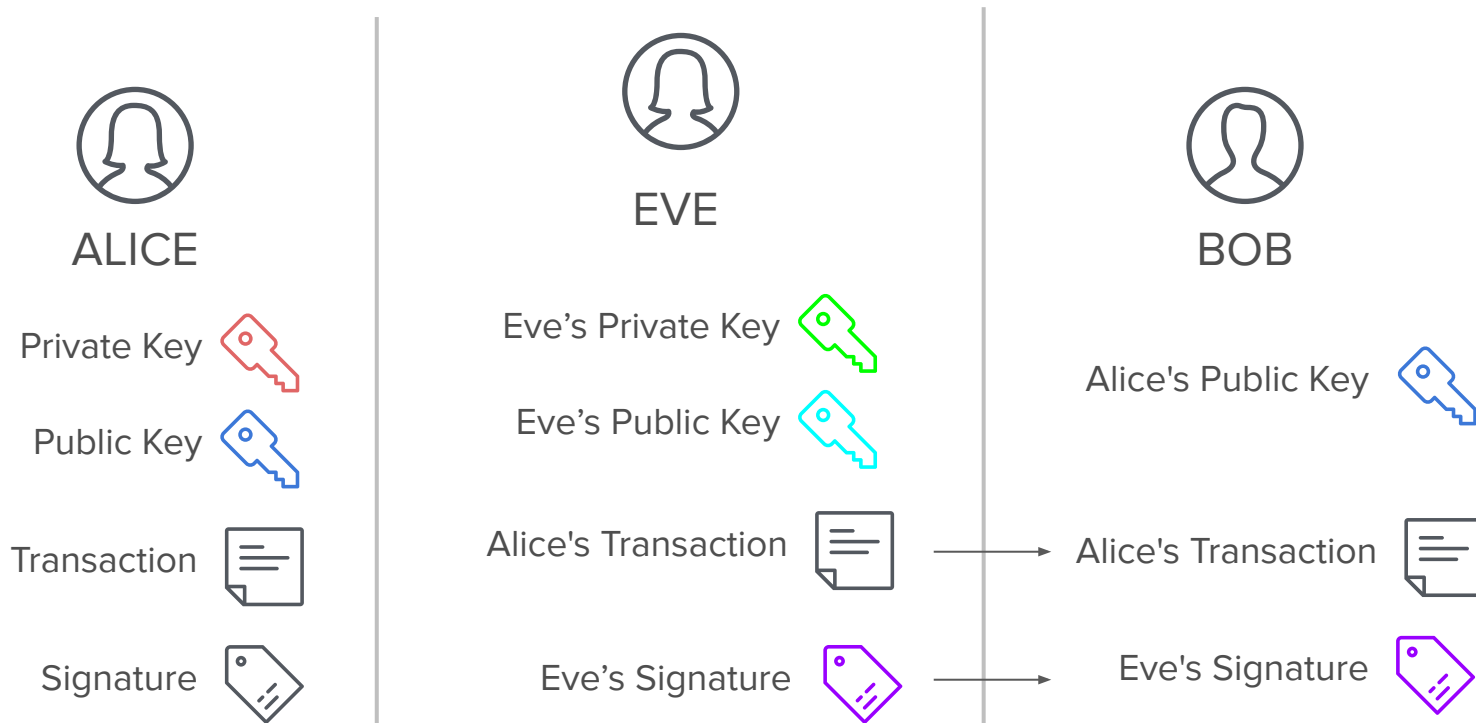 ALICE
Private Key
Public Key
Transaction
Signature
EVE
Eve’s Private Key
Eve’s Public Key
Alice's Transaction
Eve’s Signature
BOB
Alice's Public Key
Alice's Transaction
Eve's Signature